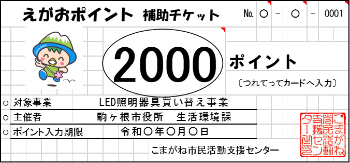 えがおポイント 補助チケット No. ○-○-0001
2000 ポイント
〔つれてってカードへ入力〕
○ 対象事業 LED照明器具買い替え事業
○ 主催者 駒ヶ根市役所 生活環境課
○ ポイント入力期限 令和〇年〇月〇日
こまがね市民活動支援センター